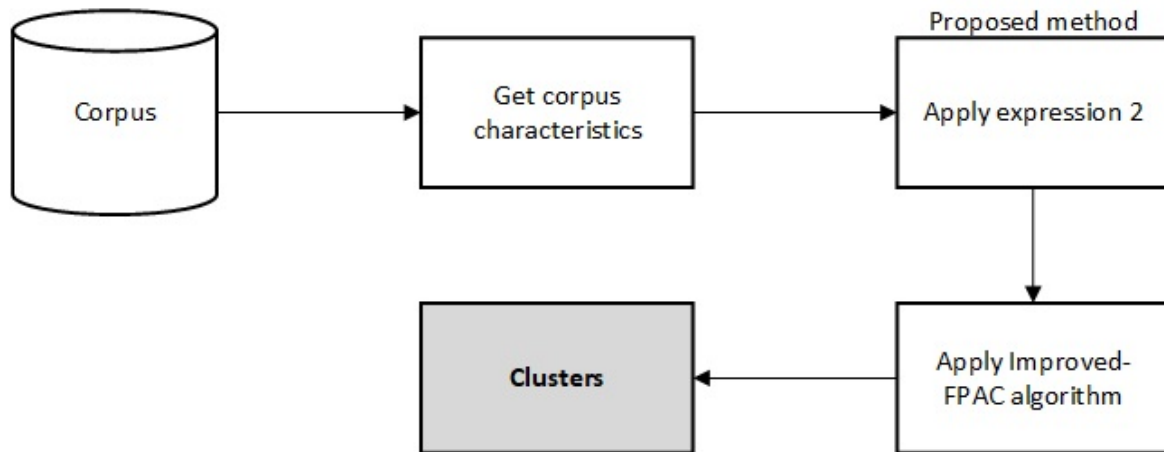 Proposed method
Corpus
Get corpus
characteristics
Apply expression 2
Clusters
Apply Improved-
FPAC algorithm